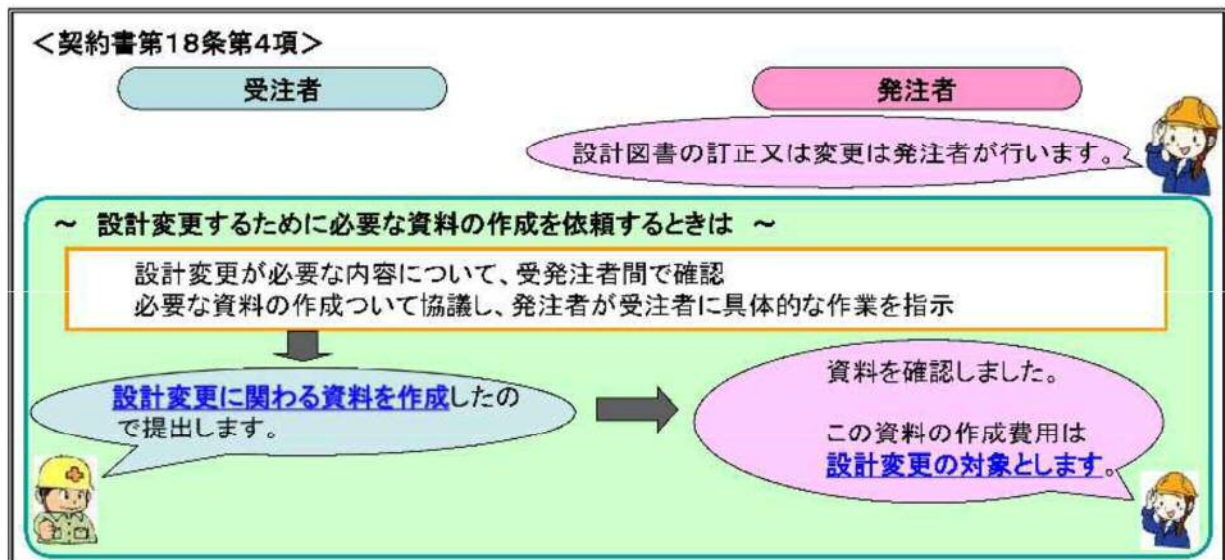 ＜契約書第18条第4項＞
受注者
発注者
設計図書の訂正又は変更は発注者が行います。
～ 設計変更するために必要な資料の作成を依頼するときは ～
設計変更が必要な内容について、受発注者間で確認
必要な資料の作成ついて協議し、発注者が受注者に具体的な作業を指示
設計変更に関わる資料を作成したの
で提出します。
資料を確認しました。
この資料の作成費用は
設計変更の対象とします。